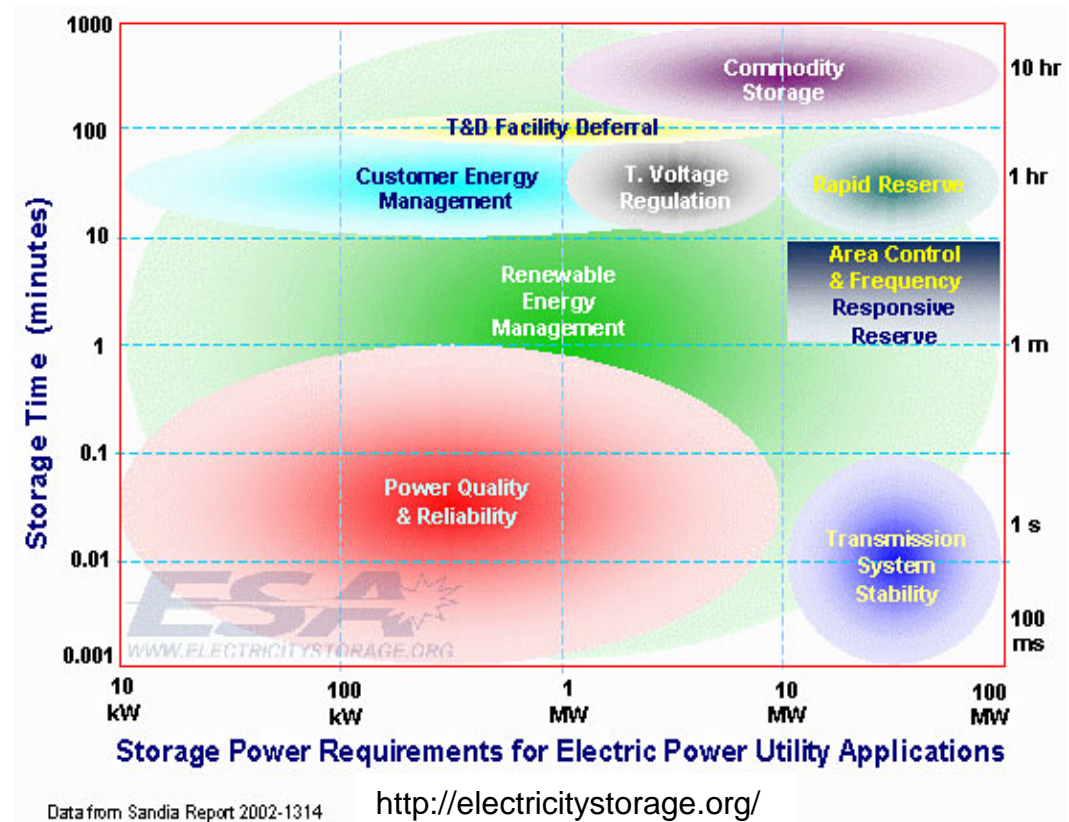 1000
Commodity
Storage
10 hr
100
T&D Facility Deferral
Customer Energy
Management
T. Voltage
Regulation
Rapid Reserve
1 hr
10
Area Control
& Frequency
Responsive
Reserve
Renewable
Energy
Management
Storage Time (minutes)
1
1 m
0.1
Power Quality
& Reliability
1 s
Transmission
System
Stability
0.01
ESA
WWW.ELECTRICITYSTORAGE.ORG
100
ms
0.001
10
kW
100
kW
1
MW
10
MW
100
MW
Storage Power Requirements for Electric Power Utility Applications
Data from Sandia Report 2002-1314
http://electricitystorage.org/